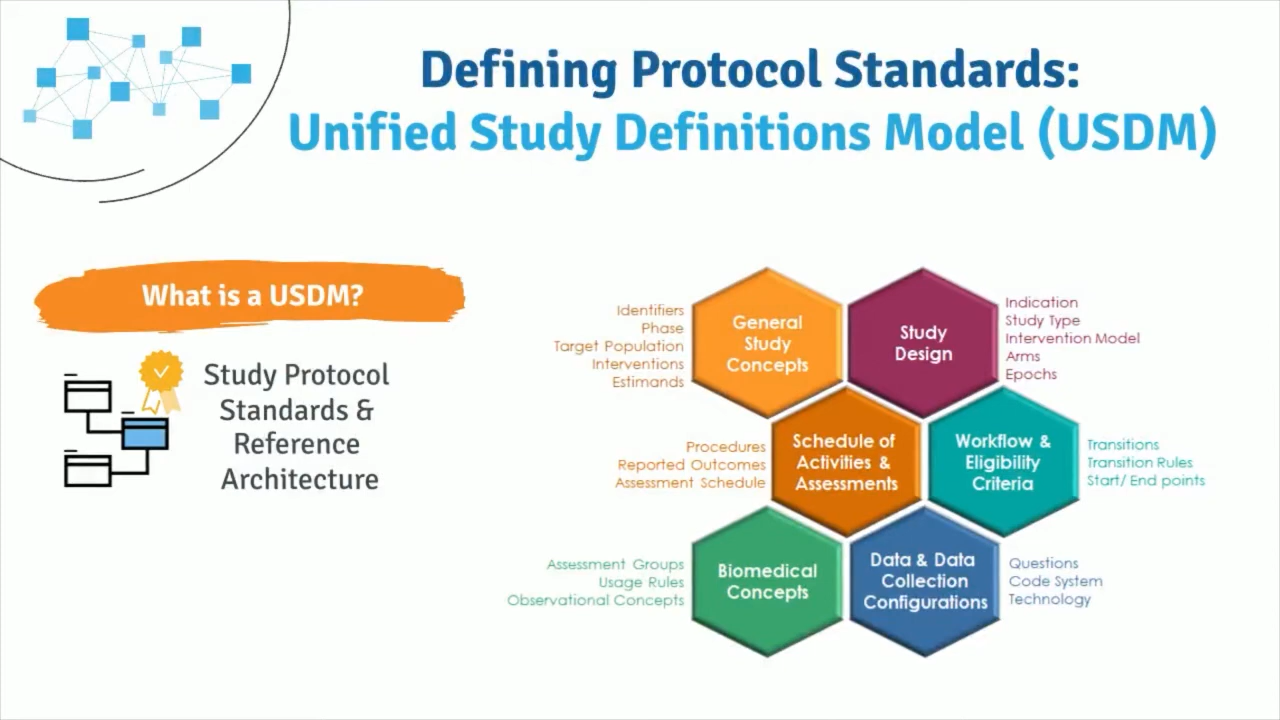 Defining Protocol Standards:
Unified Study Definitions Model (USDM)
What is a USDM?
Study Protocol
Standards &
Reference
Architecture
Identifiers
Phase
Target Population
Interventions
Estimands
General
Study
Concepts
Study
Design
Indication
Study Type
Intervention Model
Arms
Epochs
Procedures
Reported Outcomes
Assessment Schedule
Schedule of
Activities &
Assessments
Workflow &
Eligibility
Criteria
Transitions
Transition Rules
Start/ End points
Assessment Groups
Usage Rules
Observational Concepts
Biomedical
Concepts
Data & Data
Collection
Configurations
Questions
Code System
Technology